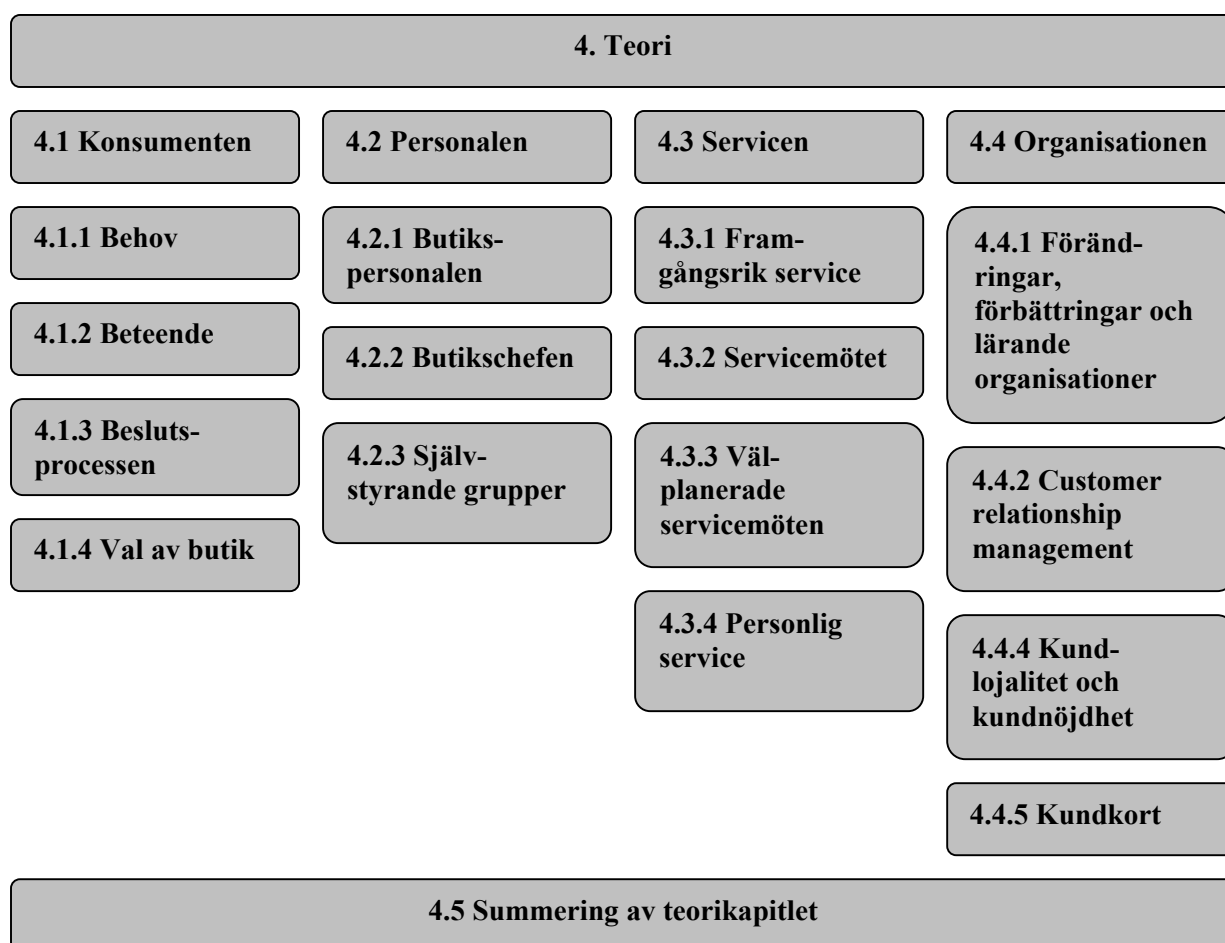 4. Teori
4.1 Konsumenten
4.2 Personalen
4.3 Servicen
4.4 Organisationen
4.1.1 Behov
4.1.2 Beteende
4.1.3 Besluts-
processen
4.1.4 Val av butik
4.2.1 Butiks-
personalen
4.2.2 Butikschefen
4.2.3 Själv-
styrande grupper
4.3.1 Fram-
gångsrik service
4.3.2 Servicemötet
4.3.3 Väl-
planerade
servicemöten
4.3.4 Personlig
service
4.4.1 Föränd-
ringar,
förbättringar och
lärande
organisationer
4.4.2 Customer
relationship
management
4.4.4 Kund-
lojalitet och
kundnöjdhet
4.4.5 Kundkort
4.5 Summering av teorikapitlet